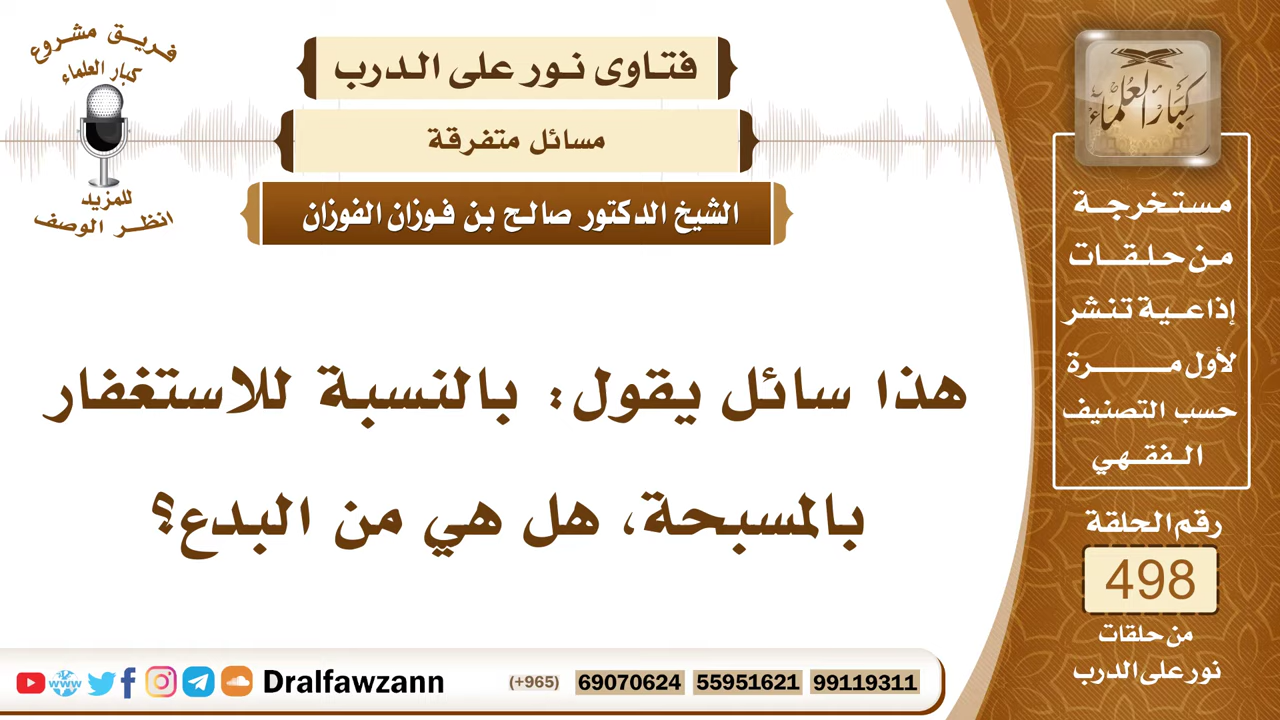 فريق مشروع
كبار العلماء
للمزيد
انظر الوصف
فتاوى نور على الدرب
مسائل متفرقة
الشيخ الدكتور صالح بن فوزان الفوزان
هذا سائل يقول: بالنسبة للاستغفار
بالمسبحة، هل هي من البدع؟
كبار العلماء
مستخرجة
من حلقات
إذاعية تنشر
لأول مرة
حسب التصنيف
الفقهي
رقم الحلقة
498
من حلقات
نور على الدرب
www Dralfawzann (+965) 69070624 55951621 99119311